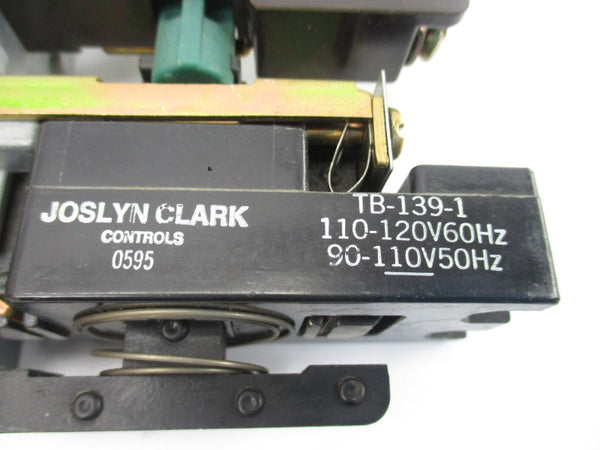 JOSLYN CLARK
CONTROLS
0595
TB-139-1
110-120V60Hz
90-110V50Hz